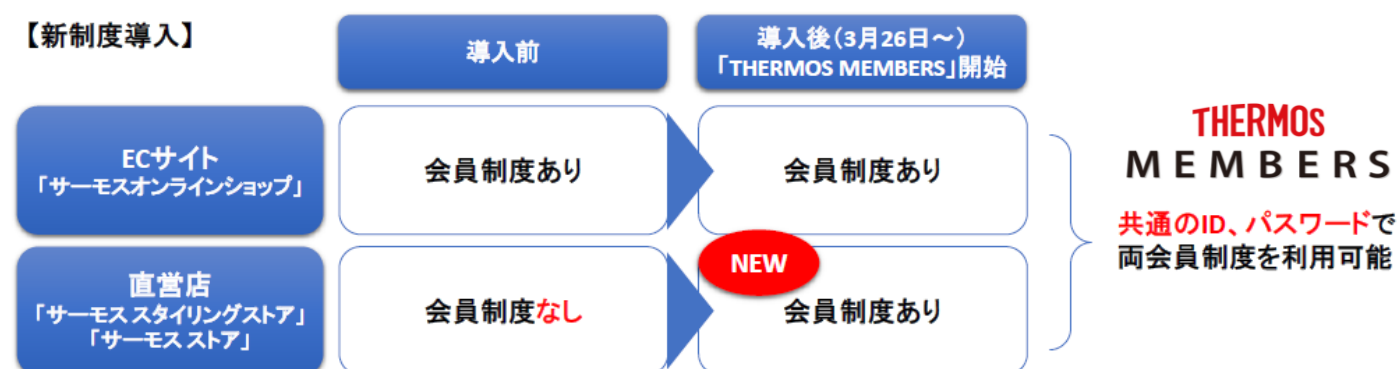 【新制度導入】
導入前
導入後(3月26日~)
「THERMOS MEMBERS」開始
ECサイト
「サーモスオンラインショップ」
会員制度あり
会員制度あり
直営店
「サーモス スタイリングストア」
「サーモス ストア」
会員制度なし
NEW
会員制度あり
THERMOS
MEMBERS
共通のID、パスワードで
両会員制度を利用可能